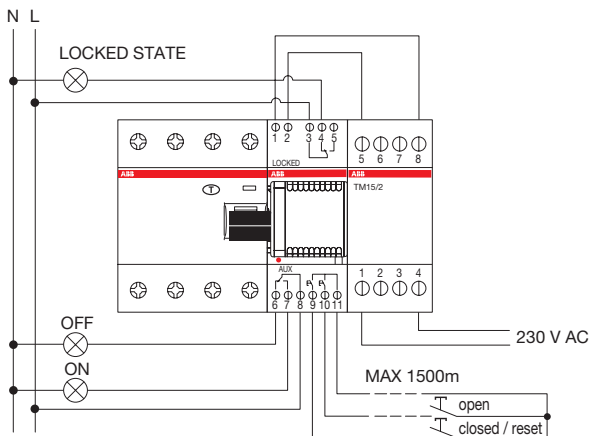 N L
LOCKED STATE
1 2 3 4 5
LOCKED
5 6 7 8
ABB ABB ABB
T
TM15/2
AUX
1 2 3 4
6 7 8 9 10 11
OFF
230 V AC
ON
MAX 1500m
open
closed / reset